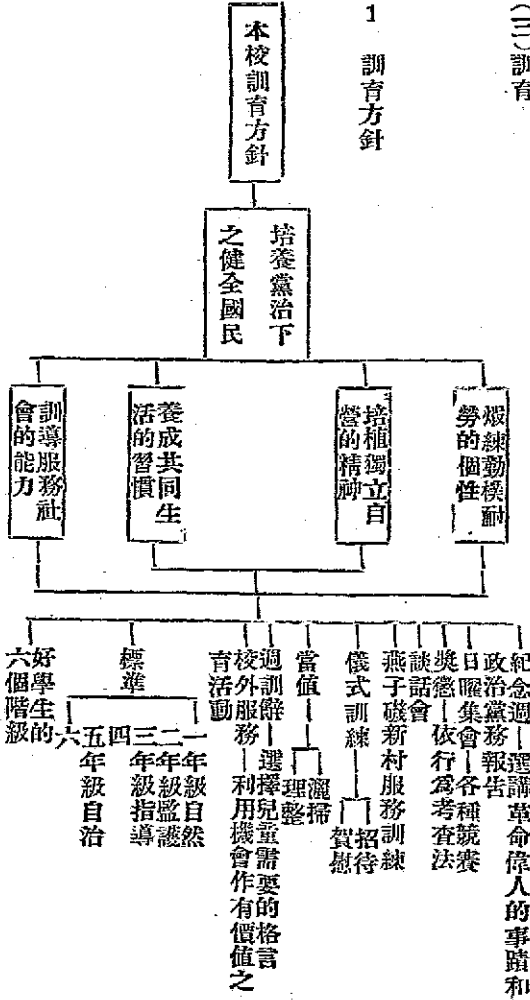 （三）訓育
1　訓育方針
本校訓育方針
培養黨治下
之健全國民
煆練勤樸耐
勞的個性
培植獨立自
營的精神
養成共同生
活的習慣
訓導服務社
會的能力
紀念週—選講革命偉人的事蹟和
政治黨務報告
日曜集會—各種競賽
獎懲—依行爲考查法
談話會
燕子磯新村服務訓練
儀式訓練
招待
賀慰
當值
灑掃
理整
週訓辭—選擇兒童需要的格言
校外服務—利用機會作有價值之
育活動
標準
一年級自然
二年級監護
三年級指導
四
五年級自治
六
好學生的
六個階級